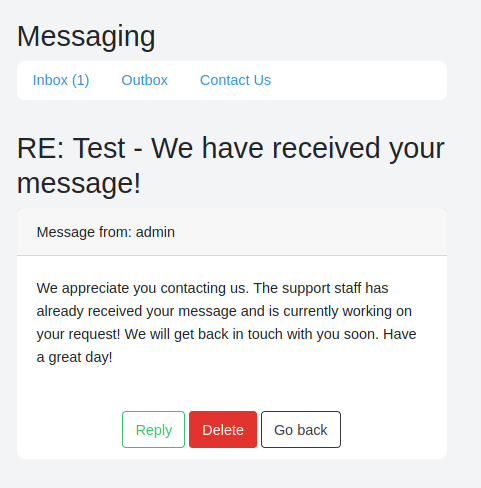 Messaging
Inbox (1) Outbox Contact Us
RE: Test - We have received your
message!
Message from: admin
We appreciate you contacting us. The support staff has
already received your message and is currently working on
your request! We will get back in touch with you soon. Have
a great day!
Reply Delete Go back